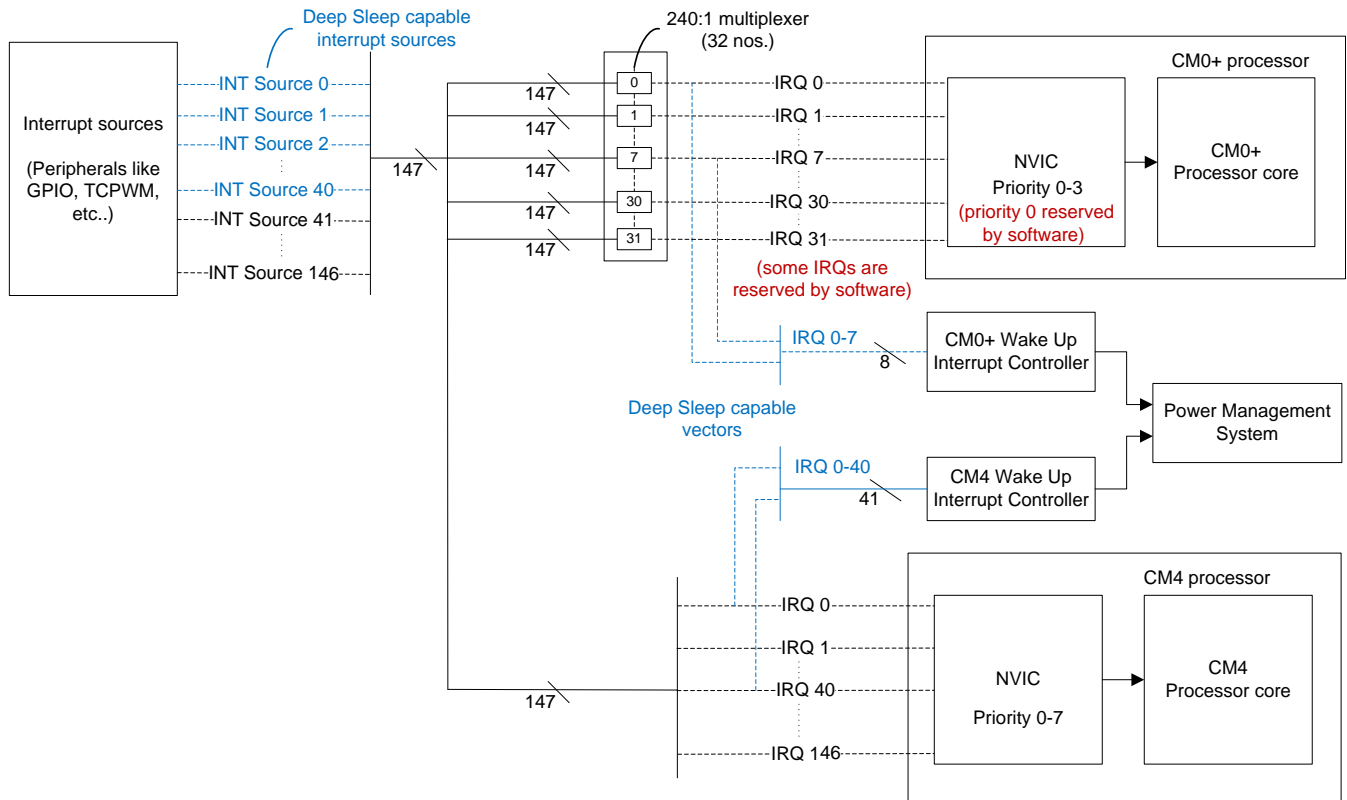 Deep Sleep capable
interrupt sources
240:1 multiplexer
(32 nos.)
Interrupt sources
(Peripherals like
GPIO, TCPWM,
etc..)
INT Source 0
INT Source 1
INT Source 2
INT Source 40
INT Source 41
INT Source 146
147
147
147
147
147
147
0
1
7
30
31
IRQ 0
IRQ 1
IRQ 7
IRQ 30
IRQ 31
(some IRQs are
reserved by software)
CM0+ processor
NVIC
Priority 0-3
(priority 0 reserved
by software)
CM0+
Processor core
IRQ 0-7
8
CM0+ Wake Up
Interrupt Controller
Deep Sleep capable
vectors
Power Management
System
IRQ 0-40
41
CM4 Wake Up
Interrupt Controller
147
IRQ 0
IRQ 1
IRQ 40
IRQ 146
CM4 processor
NVIC
Priority 0-7
CM4
Processor core